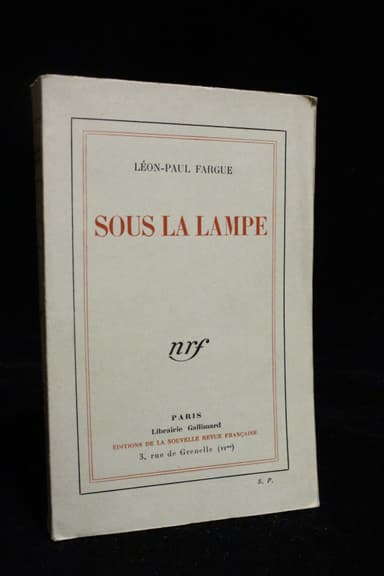 LÉON-PAUL FARGUE
SOUS LA LAMPE
nrf
PARIS
Librairie Gallimard
ÉDITIONS DE LA NOUVELLE REVUE FRANÇAISE
3, rue de Grenelle (VIme)
S. P.